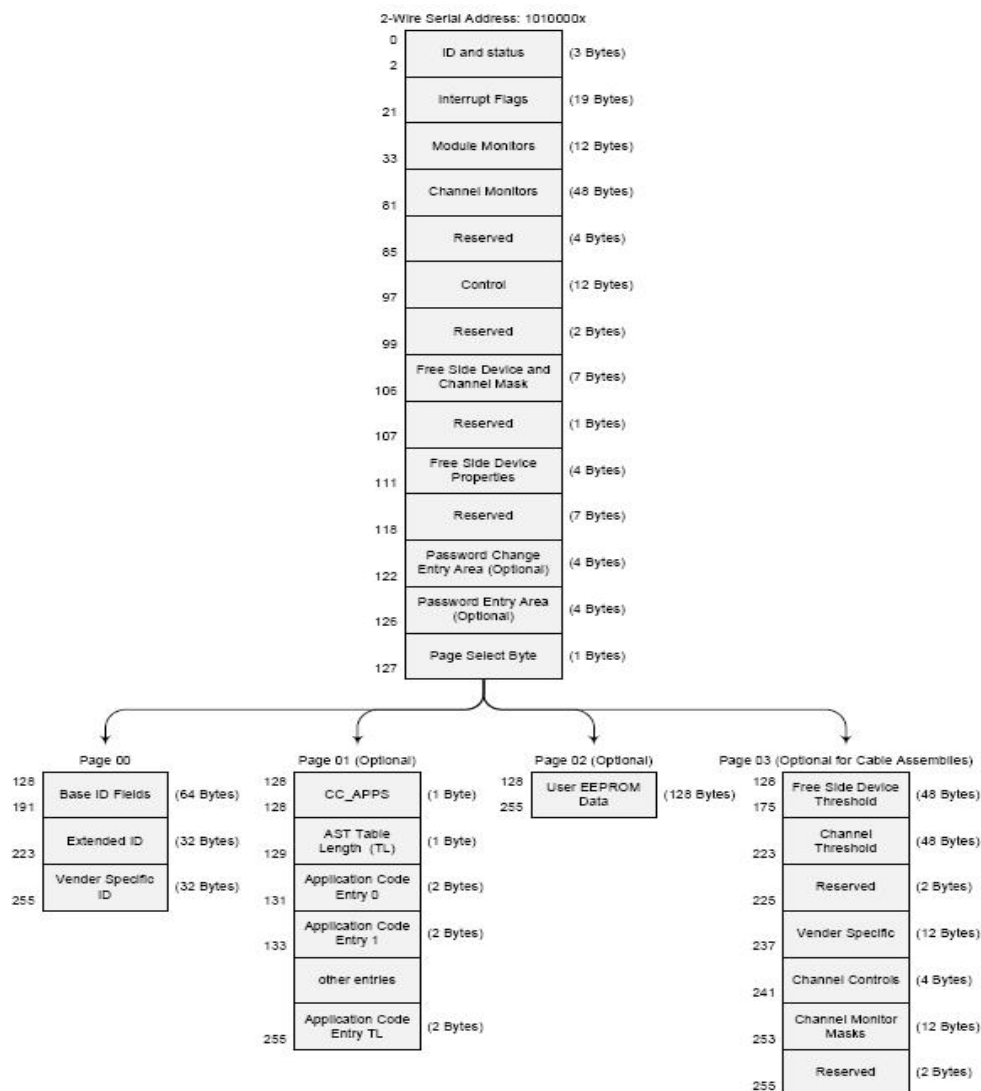 2-Wire Serial Address: 1010000x
0
ID and status
(3 Bytes)
2
Interrupt Flags
(19 Bytes)
21
Module Monitors
(12 Bytes)
33
Channel Monitors
(48 Bytes)
81
Reserved
(4 Bytes)
85
Control
(12 Bytes)
97
Reserved
(2 Bytes)
99
Free Side Device and
Channel Mask
(7 Bytes)
106
Reserved
(1 Bytes)
107
Free Side Device
Properties
(4 Bytes)
111
Reserved
(7 Bytes)
118
Password Change
Entry Area (Optional)
(4 Bytes)
122
Password Entry Area
(Optional)
(4 Bytes)
126
Page Select Byte
(1 Bytes)
127
Page 00
128
Base ID Fields
(64 Bytes)
191
Extended ID
(32 Bytes)
223
Vender Specific
ID
(32 Bytes)
255
Page 01 (Optional)
128
CC_APPS
(1 Byte)
128
AST Table
Length (TL)
(1 Byte)
129
Application Code
Entry 0
(2 Bytes)
131
Application Code
Entry 1
(2 Bytes)
133
other entries
Application Code
Entry TL
(2 Bytes)
255
Page 02 (Optional)
128
User EEPROM
Data
(128 Bytes)
255
Page 03 (Optional for Cable Assemblies)
128
Free Side Device
Threshold
(48 Bytes)
175
Channel
Threshold
(48 Bytes)
223
Reserved
(2 Bytes)
225
Vender Specific
(12 Bytes)
237
Channel Controls
(4 Bytes)
241
Channel Monitor
Masks
(12 Bytes)
253
Reserved
(2 Bytes)
255